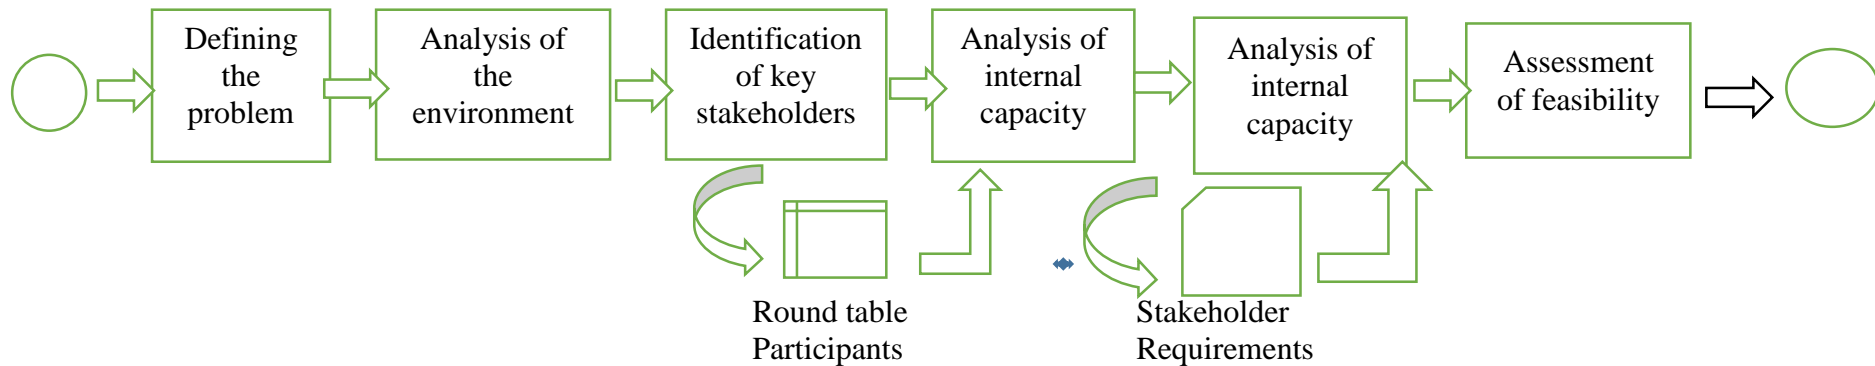 Defining
the
problem
Analysis of
the
environment
Identification
of key
stakeholders
Analysis of
internal
capacity
Analysis of
internal
capacity
Assessment
of feasibility
Round table
Participants
Stakeholder
Requirements